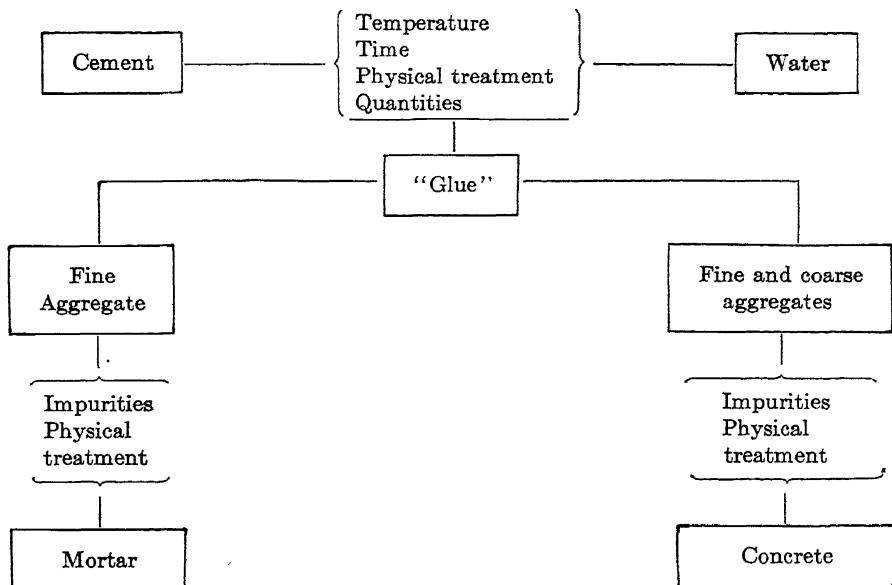 Cement
Temperature
Time
Physical treatment
Quantities
Water
“Glue”
Fine
Aggregate
Fine and coarse
aggregates
Impurities
Physical
treatment
Impurities
Physical
treatment
Mortar
Concrete